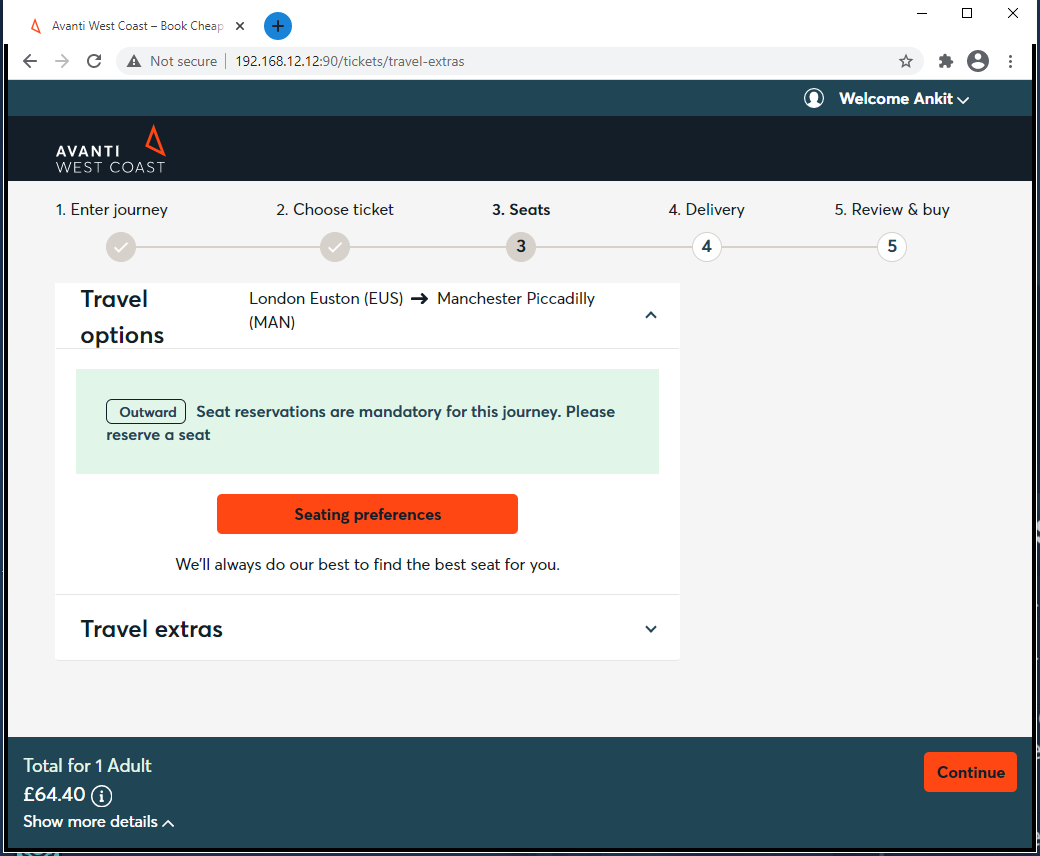 Avanti West Coast – Book Cheap
Not secure 192.168.12.12:90/tickets/travel-extras
Welcome Ankit
AVANTI
WEST COAST
1. Enter journey 2. Choose ticket 3. Seats 4. Delivery 5. Review & buy
3 4 5
Travel
options
London Euston (EUS) → Manchester Piccadilly
(MAN)
Outward Seat reservations are mandatory for this journey. Please
reserve a seat
Seating preferences
We'll always do our best to find the best seat for you.
Travel extras
Total for 1 Adult
£64.40
Show more details
Continue